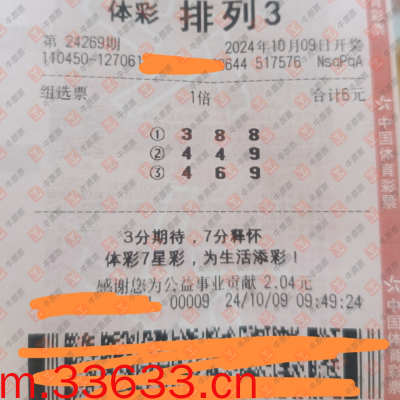 体彩 排列3
第 24269期 2024年10月09日开奖
110450-12706 644 517576 NsqPqA
组选票 1倍 合计6元
① 3 8 8
② 4 4 9
③ 4 6 9
3分期待，7分释怀
体彩7星彩，为生活添彩！
感谢您为公益事业贡献 2.04元
00009 24/10/09 09:49:24
中国体育彩票
m.33633.cn